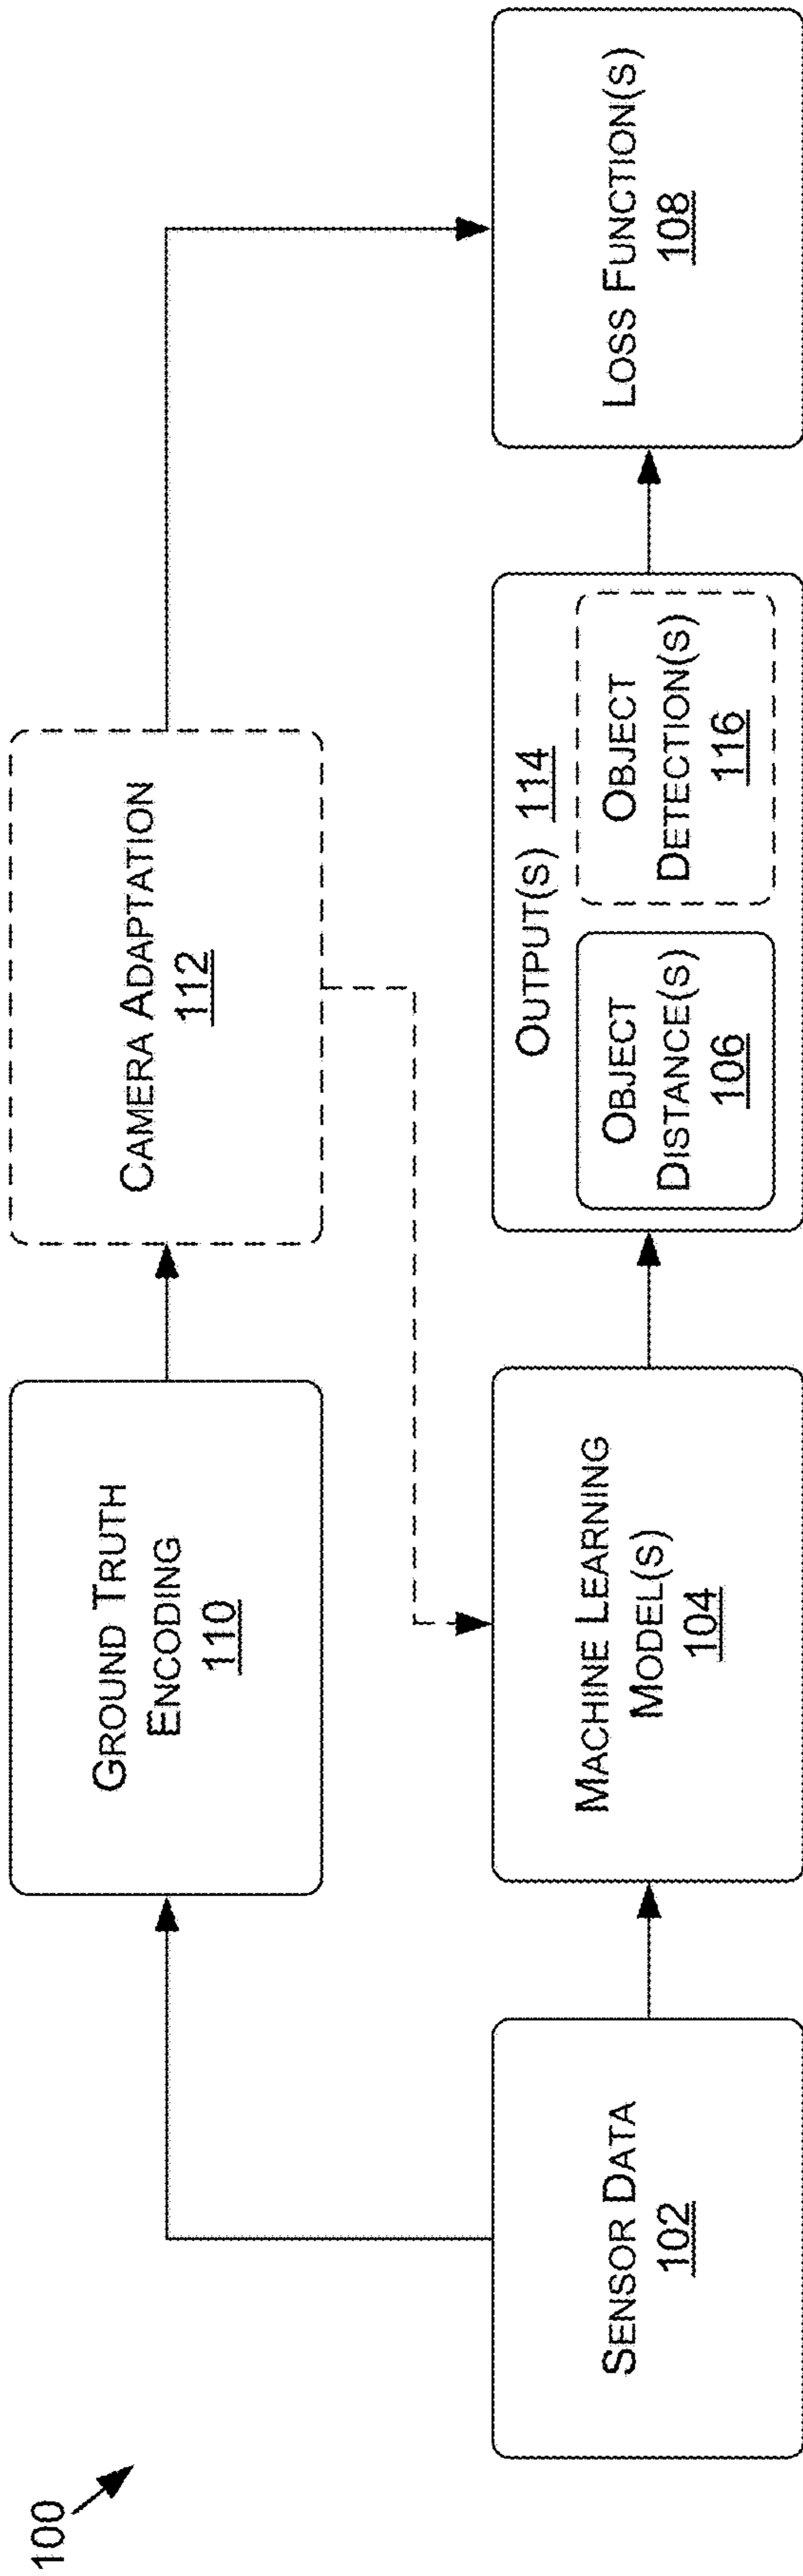 100
GROUND TRUTH
ENCODING
110
CAMERA ADAPTATION
112
SENSOR DATA
102
MACHINE LEARNING
MODEL(S)
104
OUTPUT(S) 114
OBJECT
DISTANCE(S)
106
OBJECT
DETECTION(S)
116
LOSS FUNCTION(S)
108